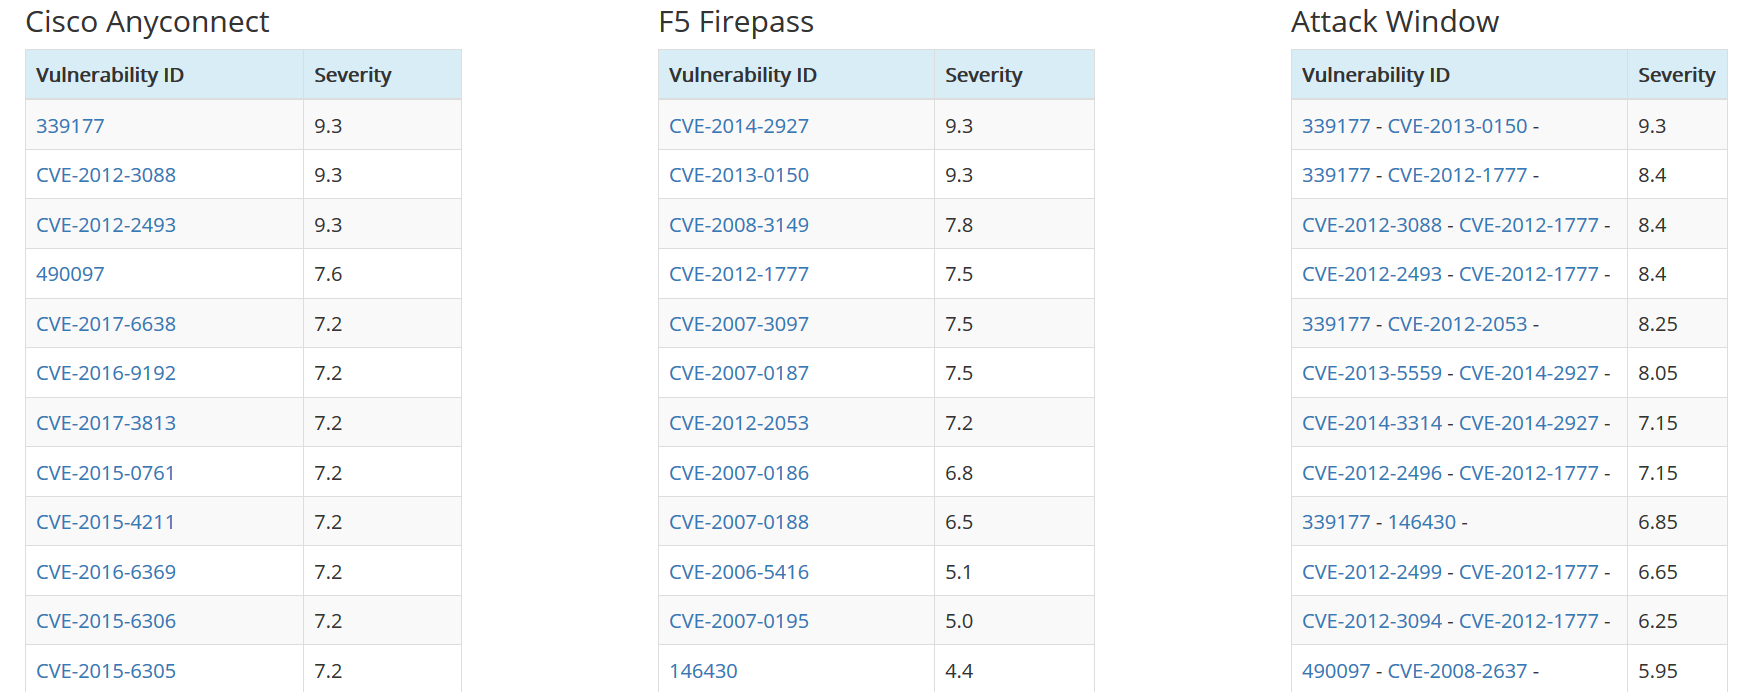 Cisco Anyconnect
Vulnerability ID Severity
339177 9.3
CVE-2012-3088 9.3
CVE-2012-2493 9.3
490097 7.6
CVE-2017-6638 7.2
CVE-2016-9192 7.2
CVE-2017-3813 7.2
CVE-2015-0761 7.2
CVE-2015-4211 7.2
CVE-2016-6369 7.2
CVE-2015-6306 7.2
CVE-2015-6305 7.2
F5 Firepass
Vulnerability ID Severity
CVE-2014-2927 9.3
CVE-2013-0150 9.3
CVE-2008-3149 7.8
CVE-2012-1777 7.5
CVE-2007-3097 7.5
CVE-2007-0187 7.5
CVE-2012-2053 7.2
CVE-2007-0186 6.8
CVE-2007-0188 6.5
CVE-2006-5416 5.1
CVE-2007-0195 5.0
146430 4.4
Attack Window
Vulnerability ID Severity
339177 - CVE-2013-0150 - 9.3
339177 - CVE-2012-1777 - 8.4
CVE-2012-3088 - CVE-2012-1777 - 8.4
CVE-2012-2493 - CVE-2012-1777 - 8.4
339177 - CVE-2012-2053 - 8.25
CVE-2013-5559 - CVE-2014-2927 - 8.05
CVE-2014-3314 - CVE-2014-2927 - 7.15
CVE-2012-2496 - CVE-2012-1777 - 7.15
339177 - 146430 - 6.85
CVE-2012-2499 - CVE-2012-1777 - 6.65
CVE-2012-3094 - CVE-2012-1777 - 6.25
490097 - CVE-2008-2637 - 5.95